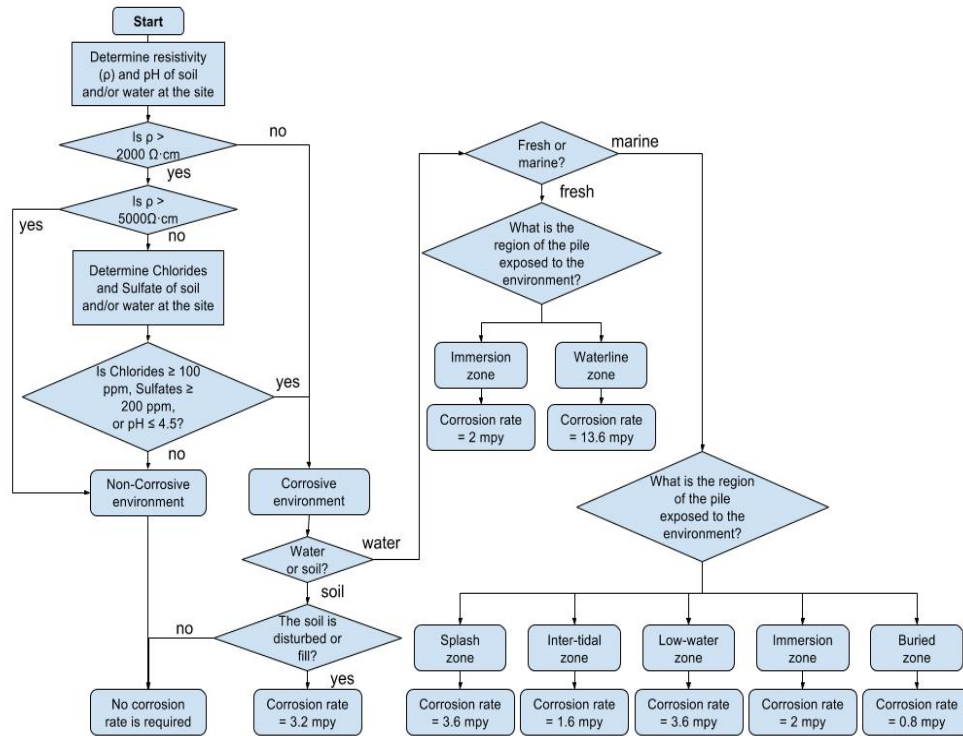 Start
Determine resistivity
(ρ) and pH of soil
and/or water at the site
Is ρ >
2000 Ω·cm
no
yes
Is ρ >
5000Ω·cm
yes
no
Determine Chlorides
and Sulfate of soil
and/or water at the site
Is Chlorides ≥ 100
ppm, Sulfates ≥
200 ppm,
or pH ≤ 4.5?
yes
no
Non-Corrosive
environment
Corrosive
environment
Water
or soil?
water
soil
The soil is
disturbed or
fill?
no
yes
No corrosion
rate is required
Corrosion rate
= 3.2 mpy
Fresh or
marine?
marine
fresh
What is the
region of the pile
exposed to the
environment?
Immersion
zone
Waterline
zone
Corrosion rate
= 2 mpy
Corrosion rate
= 13.6 mpy
What is the region
of the pile
exposed to the
environment?
Splash
zone
Inter-tidal
zone
Low-water
zone
Immersion
zone
Buried
zone
Corrosion rate
= 3.6 mpy
Corrosion rate
= 1.6 mpy
Corrosion rate
= 3.6 mpy
Corrosion rate
= 2 mpy
Corrosion rate
= 0.8 mpy